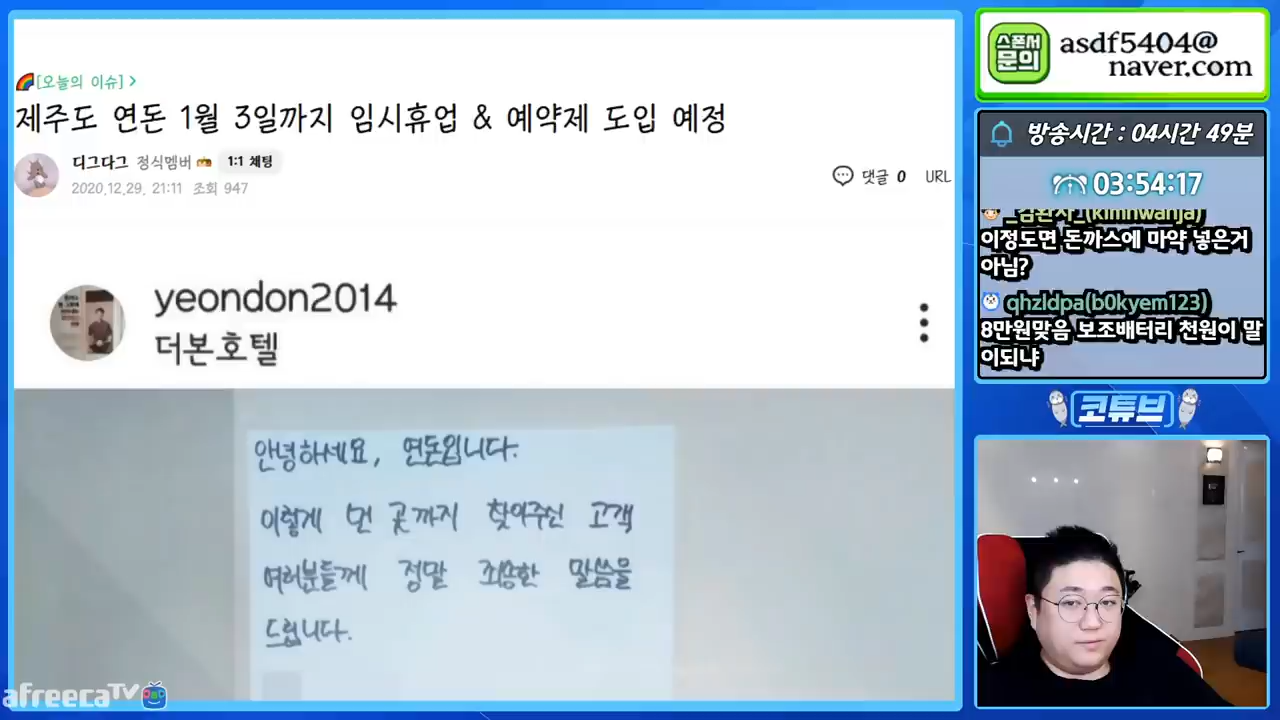 [오늘의 이슈] >
제주도 연돈 1월 3일까지 임시휴업 & 예약제 도입 예정
디그다그 정식멤버 1:1 채팅
2020.12.29. 21:11 조회 947
댓글 0 URL
yeondon2014
더본호텔
안녕하세요, 연돈입니다.
이렇게 먼 곳까지 찾아주신 고객
여러분들께 정말 죄송한 말씀을
드립니다.
afreecaTV
스폰서
문의
asdf5404@
naver.com
방송시간 : 04시간 49분
03:54:17
_김환자_(kimhwanja)
이정도면 돈까스에 마약 넣은거
아님?
qhzldpa(b0kyem123)
8만원맞음 보조배터리 천원이 말
이되냐
코튜브